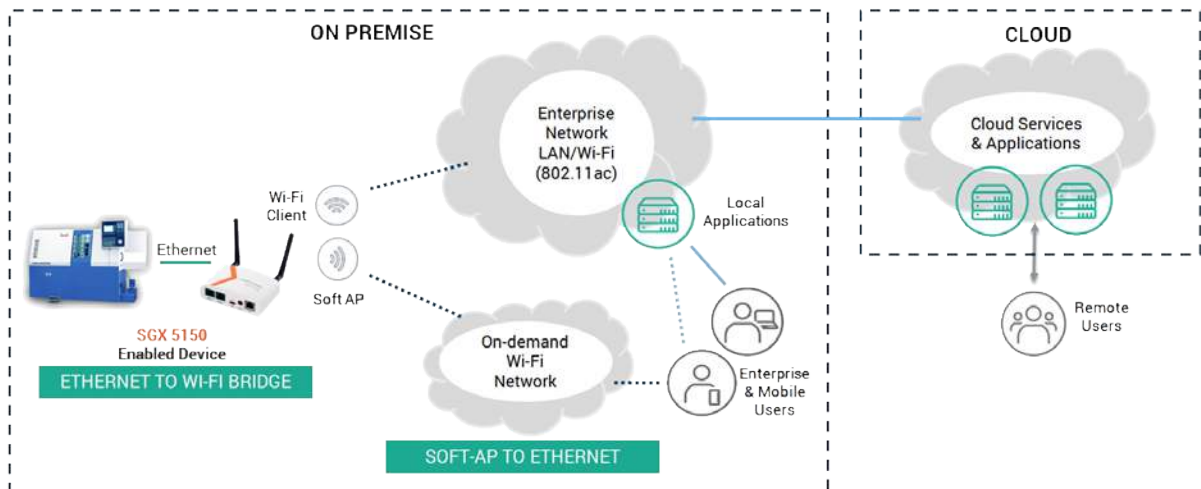 ON PREMISE
CLOUD
Enterprise
Network
LAN/Wi-Fi
(802.11ac)
Cloud Services
& Applications
Wi-Fi
Client
Local
Applications
Ethernet
Soft AP
Remote
Users
SGX 5150
Enabled Device
On-demand
Wi-Fi
Network
Enterprise
& Mobile
Users
ETHERNET TO WI-FI BRIDGE
SOFT-AP TO ETHERNET